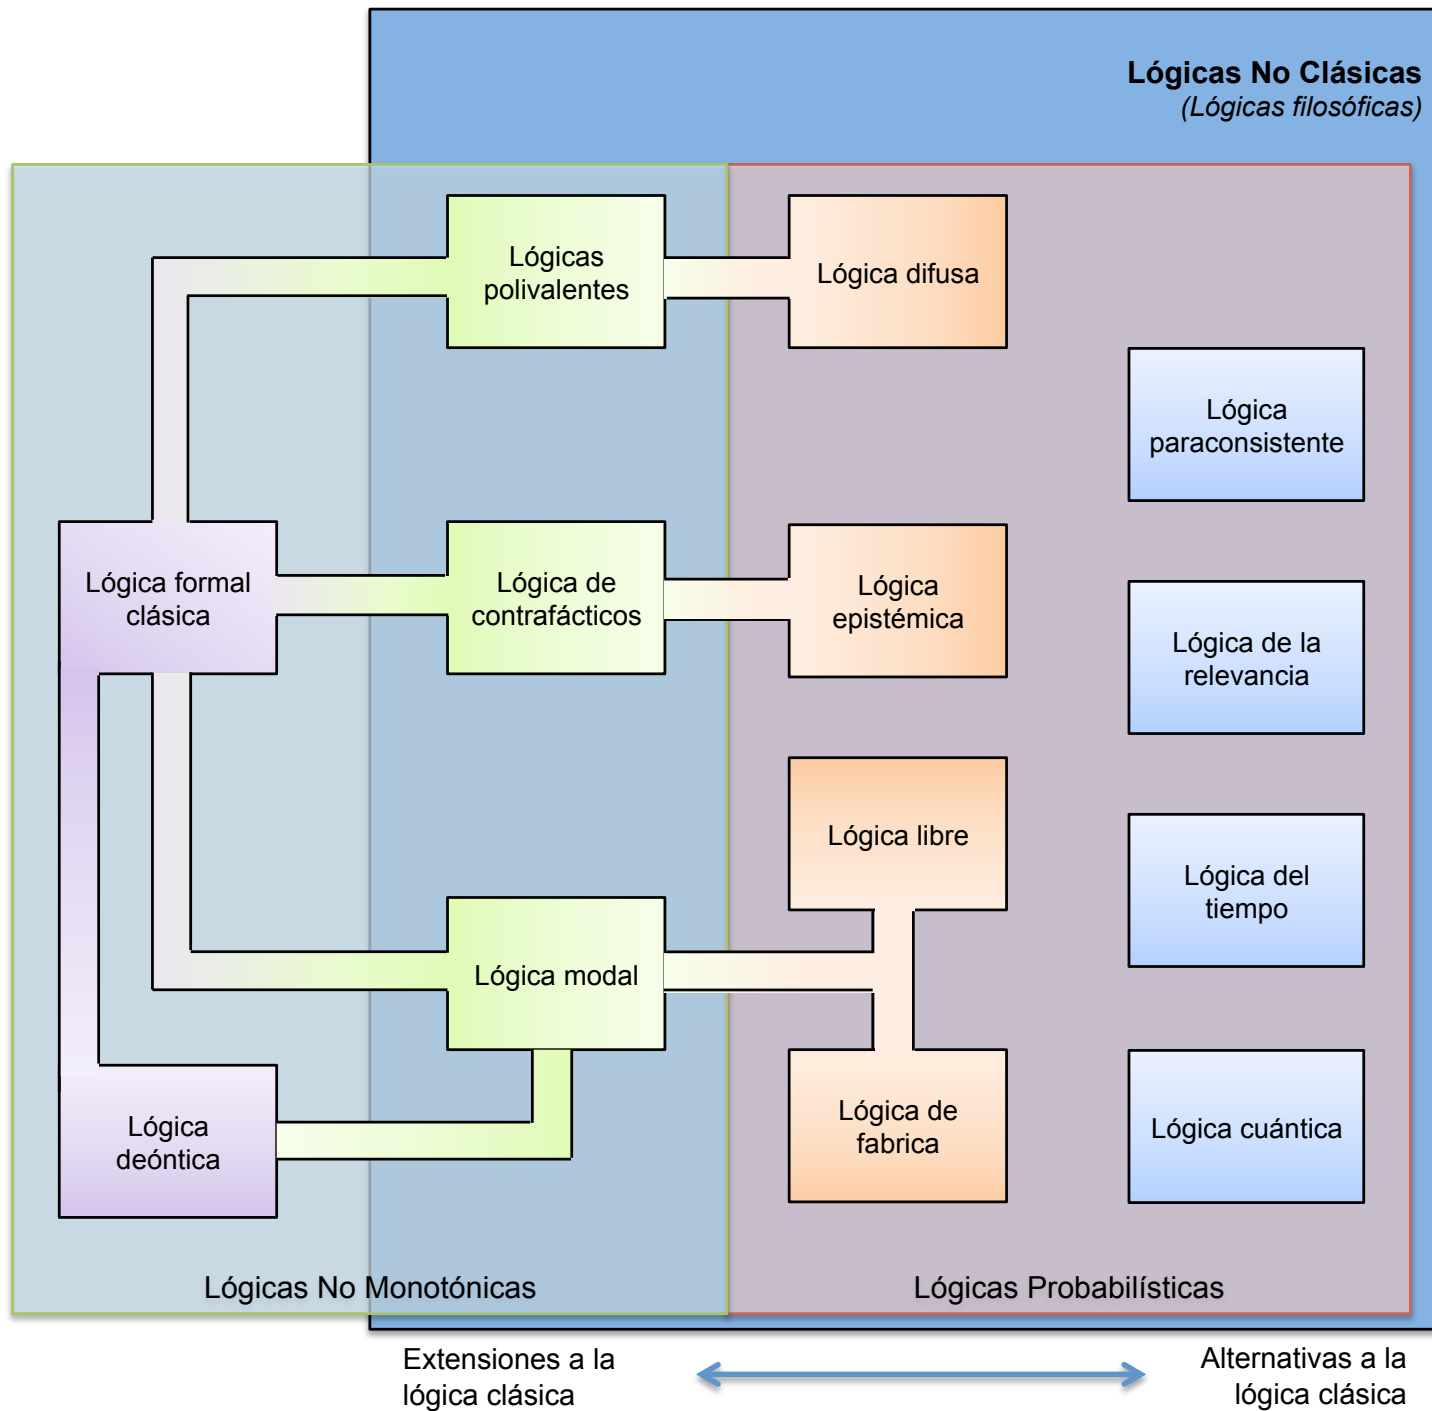 Lógicas No Clásicas
(Lógicas filosóficas)
Lógicas
polivalentes
Lógica difusa
Lógica
paraconsistente
Lógica formal
clásica
Lógica de
contrafácticos
Lógica
epistémica
Lógica de la
relevancia
Lógica libre
Lógica del
tiempo
Lógica modal
Lógica
deóntica
Lógica de
fabrica
Lógica cuántica
Lógicas No Monotónicas
Lógicas Probabilísticas
Extensiones a la
lógica clásica
Alternativas a la
lógica clásica